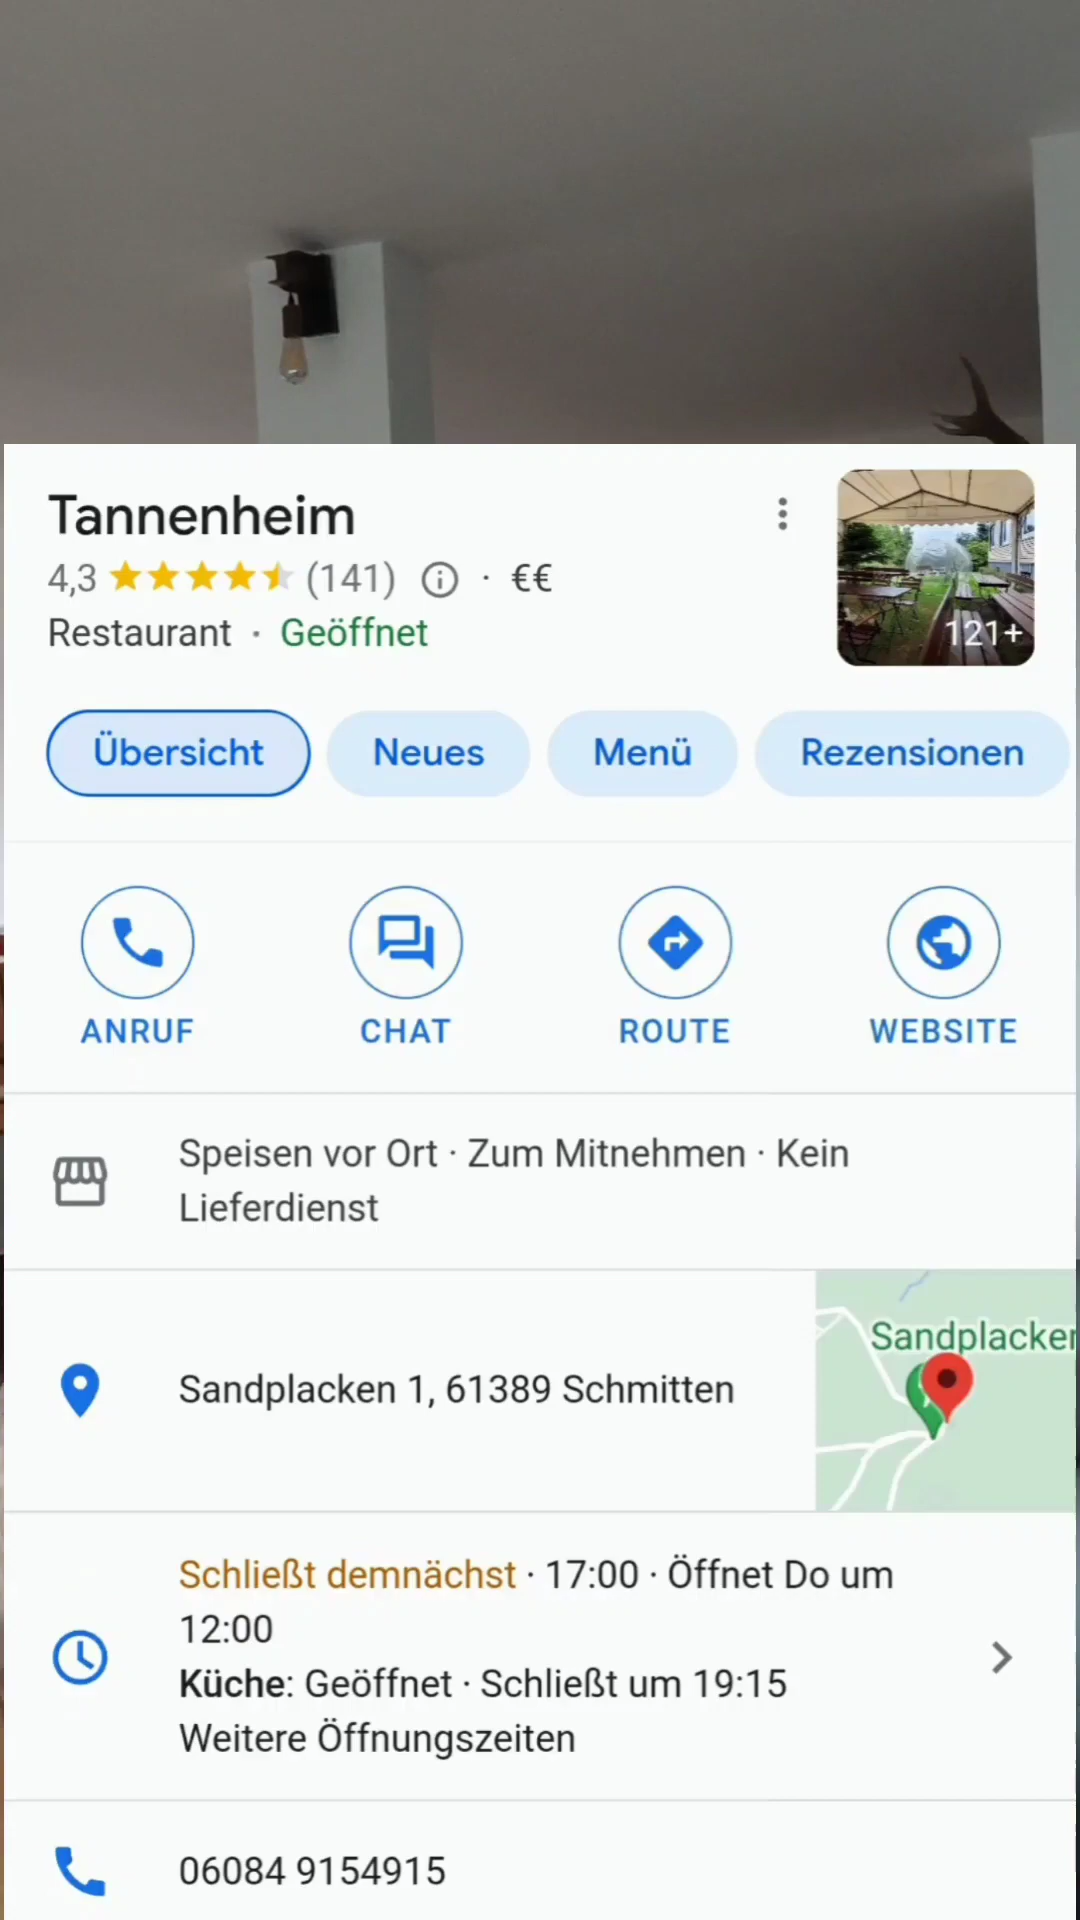 Tannenheim
4,3 (141) · €€
Restaurant · Geöffnet
121+
Übersicht
Neues
Menü
Rezensionen
ANRUF
CHAT
ROUTE
WEBSITE
Speisen vor Ort · Zum Mitnehmen · Kein
Lieferdienst
Sandplacken 1, 61389 Schmitten
Sandplacken
Schließt demnächst · 17:00 · Öffnet Do um
12:00
Küche: Geöffnet · Schließt um 19:15
Weitere Öffnungszeiten
06084 9154915